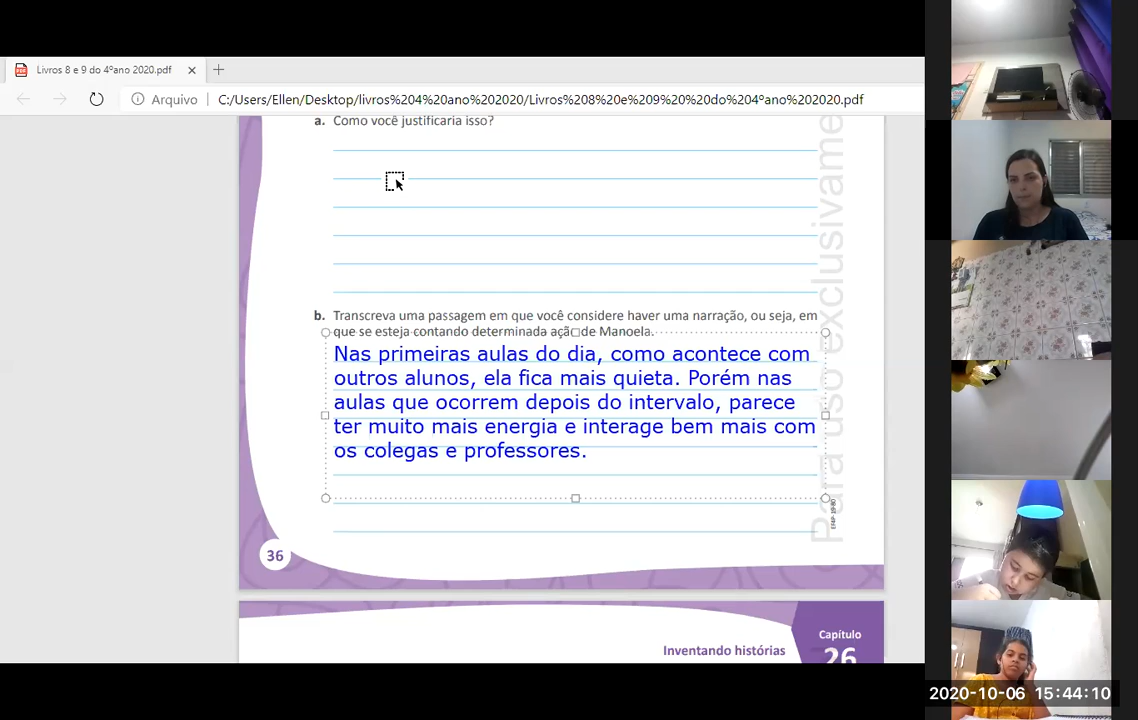 Livros 8 e 9 do 4ºano 2020.pdf
Arquivo
C:/Users/Ellen/Desktop/livros%204%20ano%202020/Livros%208%20e%209%20%20do%204ºano%202020.pdf
a. Como você justificaria isso?
b. Transcreva uma passagem em que você considere haver uma narração, ou seja, em
que se esteja contando determinada ação de Manoela.
Nas primeiras aulas do dia, como acontece com
outros alunos, ela fica mais quieta. Porém nas
aulas que ocorrem depois do intervalo, parece
ter muito mais energia e interage bem mais com
os colegas e professores.
Para uso exclusivame
36
Inventando histórias
Capítulo
26
2020-10-06 15:44:10